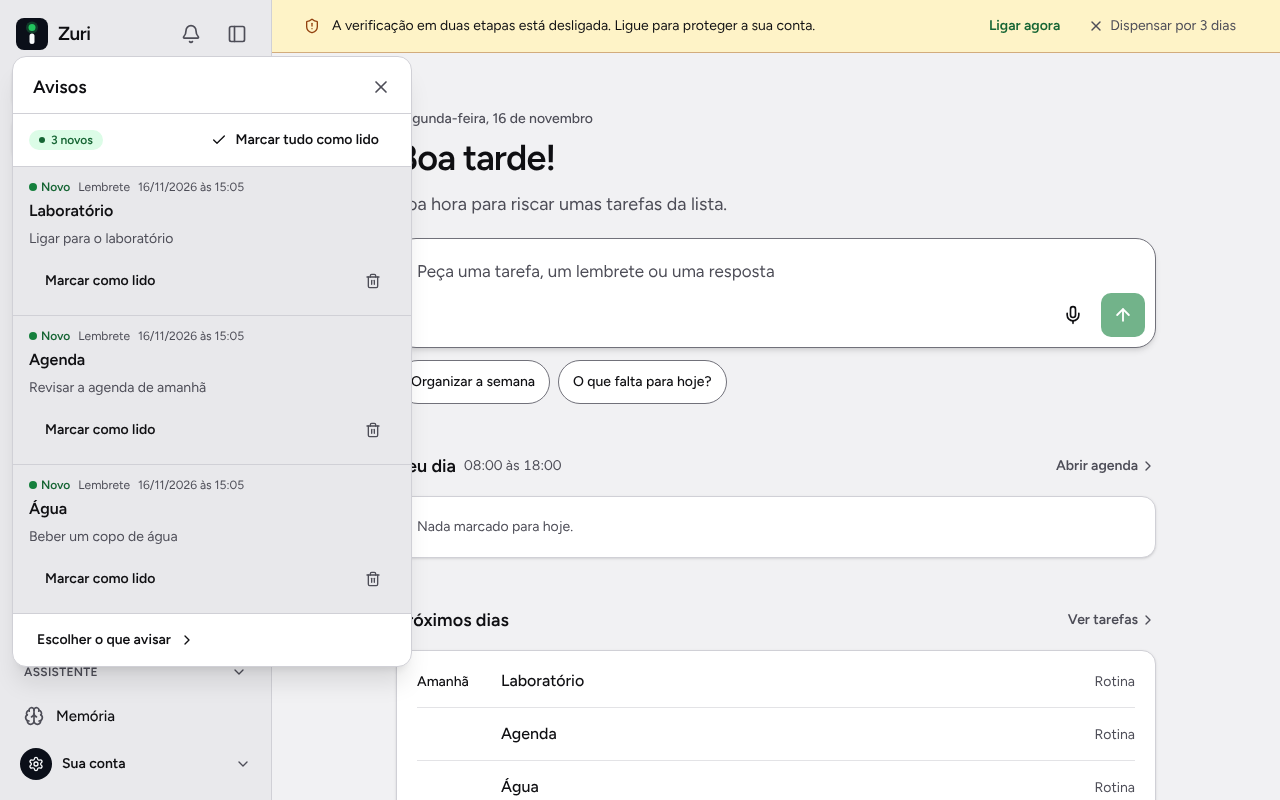 Zuri
A verificação em duas etapas está desligada. Ligue para proteger a sua conta.
Ligar agora
Dispensar por 3 dias
Avisos
3 novos
Marcar tudo como lido
Novo Lembrete 16/11/2026 às 15:05
Laboratório
Ligar para o laboratório
Marcar como lido
Novo Lembrete 16/11/2026 às 15:05
Agenda
Revisar a agenda de amanhã
Marcar como lido
Novo Lembrete 16/11/2026 às 15:05
Água
Beber um copo de água
Marcar como lido
Escolher o que avisar
ASSISTENTE
Memória
Sua conta
gunda-feira, 16 de novembro
Boa tarde!
oa hora para riscar umas tarefas da lista.
Peça uma tarefa, um lembrete ou uma resposta
Organizar a semana
O que falta para hoje?
eu dia 08:00 às 18:00
Abrir agenda
Nada marcado para hoje.
róximos dias
Ver tarefas
Amanhã Laboratório Rotina
Agenda Rotina
Água Rotina